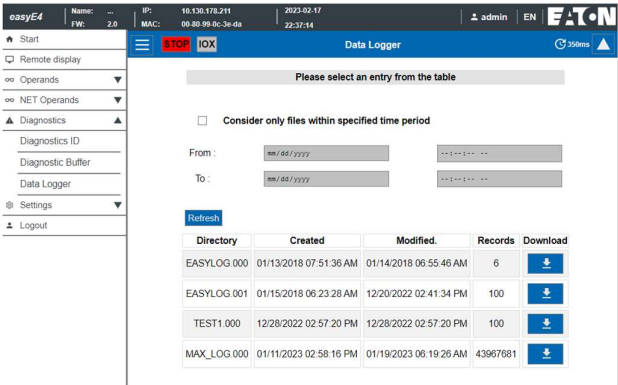 easyE4 Name: ... IP: 10.130.178.211 2023-02-17 admin EN EATON
FW: 2.0 MAC: 00-80-99-0c-3e-da 22:37:14
Start
STOP IOX Data Logger 350ms
Remote display
Operands
NET Operands
Diagnostics
Diagnostics ID
Diagnostic Buffer
Data Logger
Settings
Logout
Please select an entry from the table
Consider only files within specified time period
From : mm/dd/yyyy --:--:-- --
To : mm/dd/yyyy --:--:-- --
Refresh
Directory Created Modified. Records Download
EASYLOG.000 01/13/2018 07:51:36 AM 01/14/2018 06:55:46 AM 6
EASYLOG.001 01/15/2018 06:23:28 AM 12/20/2022 02:41:34 PM 100
TEST1.000 12/28/2022 02:57:20 PM 12/28/2022 02:57:20 PM 100
MAX_LOG.000 01/11/2023 02:58:16 PM 01/19/2023 06:19:26 AM 43967681